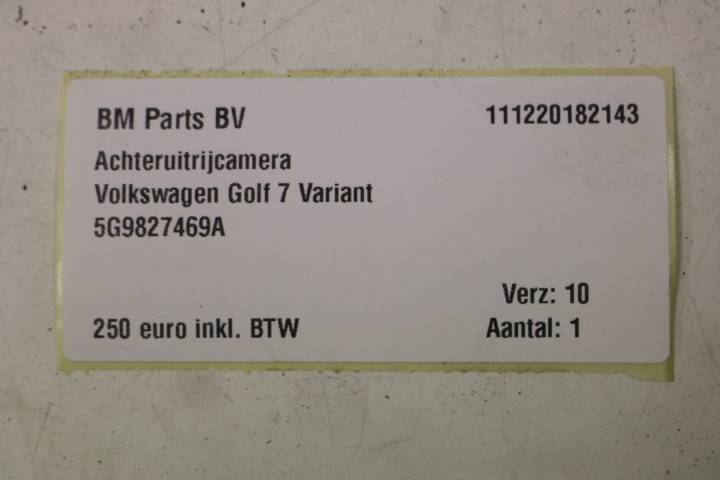 BM Parts BV 111220182143
Achteruitrijcamera
Volkswagen Golf 7 Variant
5G9827469A
Verz: 10
250 euro inkl. BTW Aantal: 1